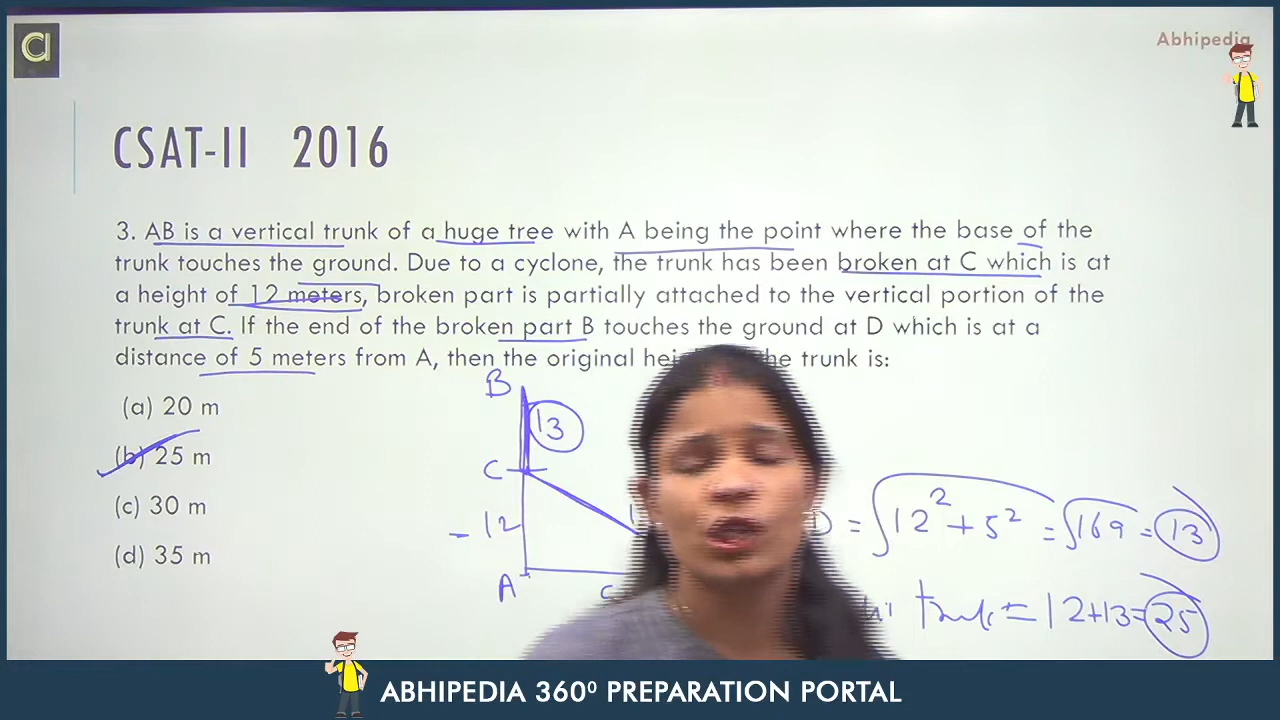 a
Abhipedia
CSAT-II 2016
3. AB is a vertical trunk of a huge tree with A being the point where the base of the
trunk touches the ground. Due to a cyclone, the trunk has been broken at C which is at
a height of 12 meters, broken part is partially attached to the vertical portion of the
trunk at C. If the end of the broken part B touches the ground at D which is at a
distance of 5 meters from A, then the original he the trunk is:
(a) 20 m
(b) 25 m
(c) 30 m
(d) 35 m
B
13
C
12
A
D = √12² + 5² = √169 = 13
trunk = 12+13=25
ABHIPEDIA 360⁰ PREPARATION PORTAL